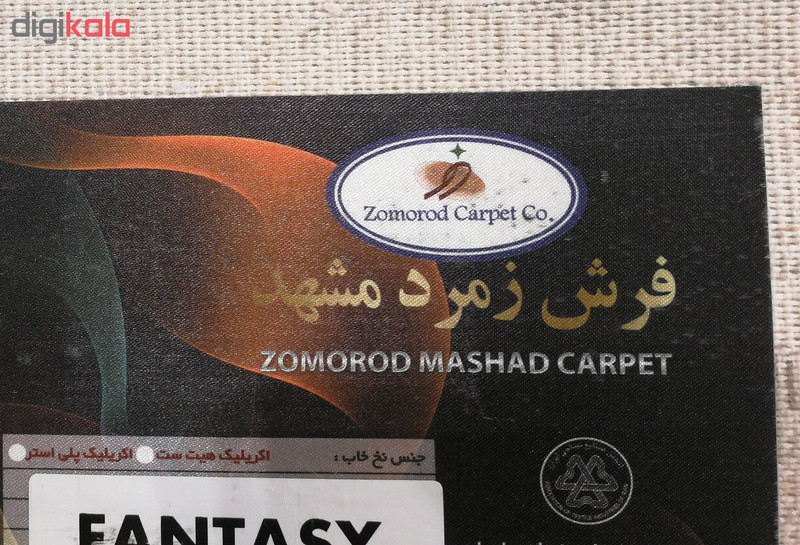 digikala
Zomorod Carpet Co.
فرش زمرد مشهد
ZOMOROD MASHAD CARPET
جنس نخ خاب : اکریلیک هیت ست اکریلیک پلی استر
FANTASY